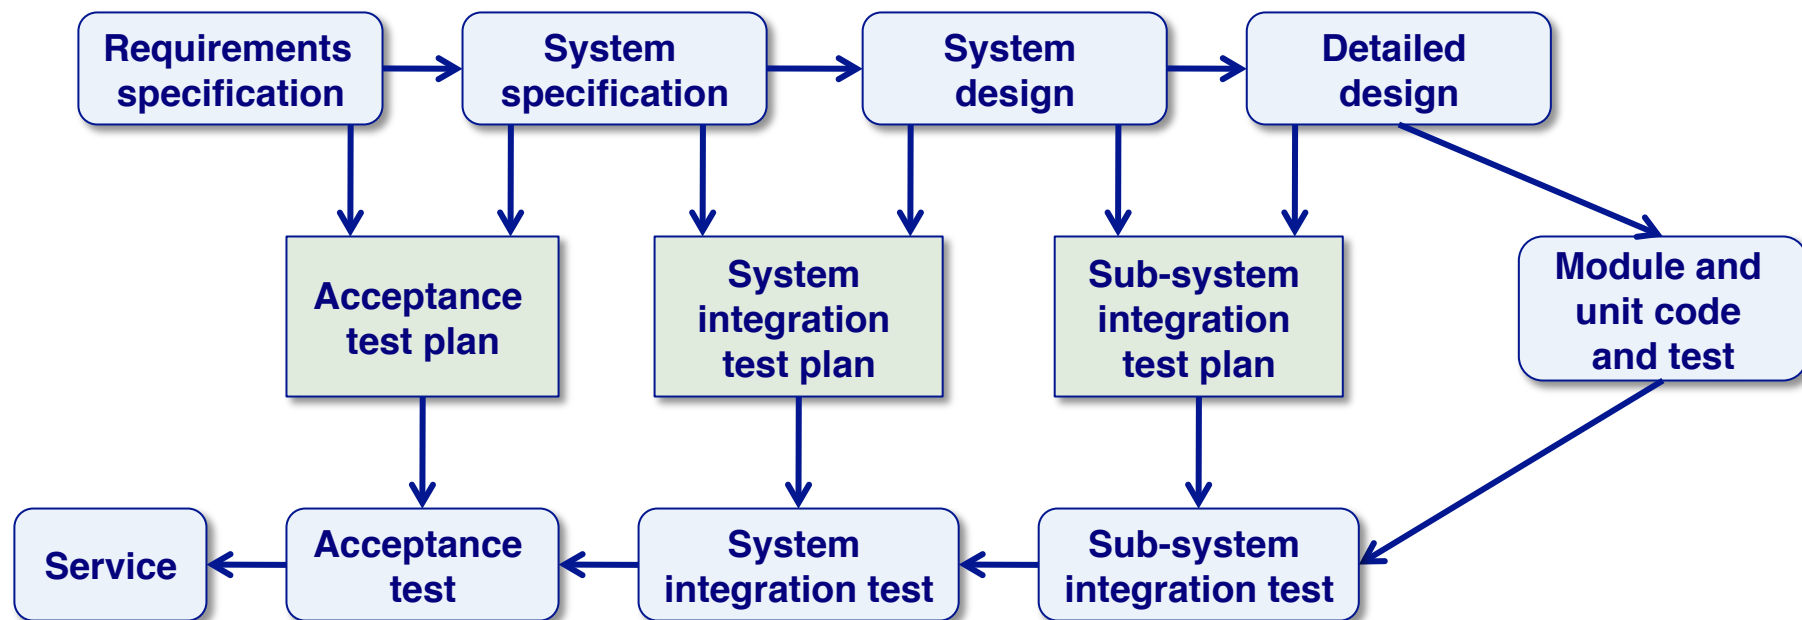 Requirements
specification
System
specification
System
design
Detailed
design
Acceptance
test plan
System
integration
test plan
Sub-system
integration
test plan
Module and
unit code
and test
Service
Acceptance
test
System
integration test
Sub-system
integration test